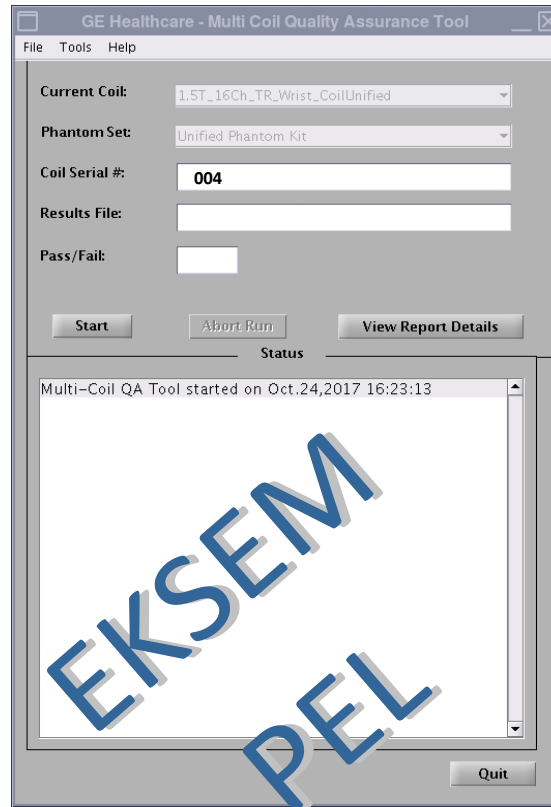 GE Healthcare - Multi Coil Quality Assurance Tool
File Tools Help
Current Coil: 1.5T_16Ch_TR_Wrist_CoilUnified
Phantom Set: Unified Phantom Kit
Coil Serial #: 004
Results File:
Pass/Fail:
Start Abort Run View Report Details
Status
Multi-Coil QA Tool started on Oct.24,2017 16:23:13
EKSEM
PEL
Quit